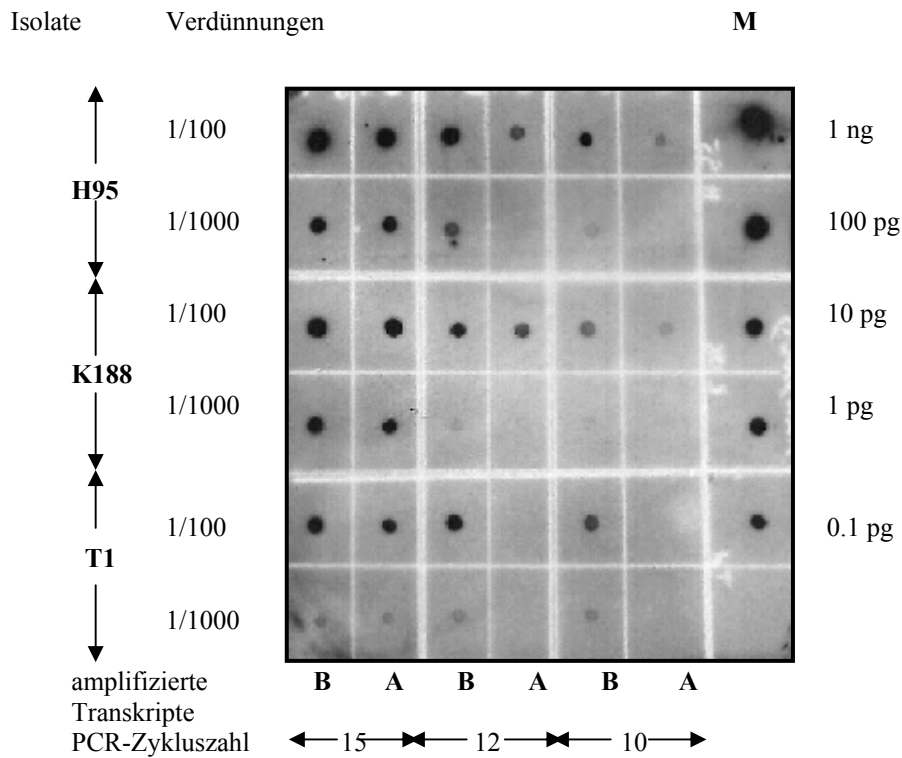 Isolate Verdünnungen M
1/100 1 ng
H95
1/1000 100 pg
1/100 10 pg
K188
1/1000 1 pg
1/100 0.1 pg
T1
1/1000
amplifizierte B A B A B A
Transkripte
PCR-Zykluszahl 15 12 10